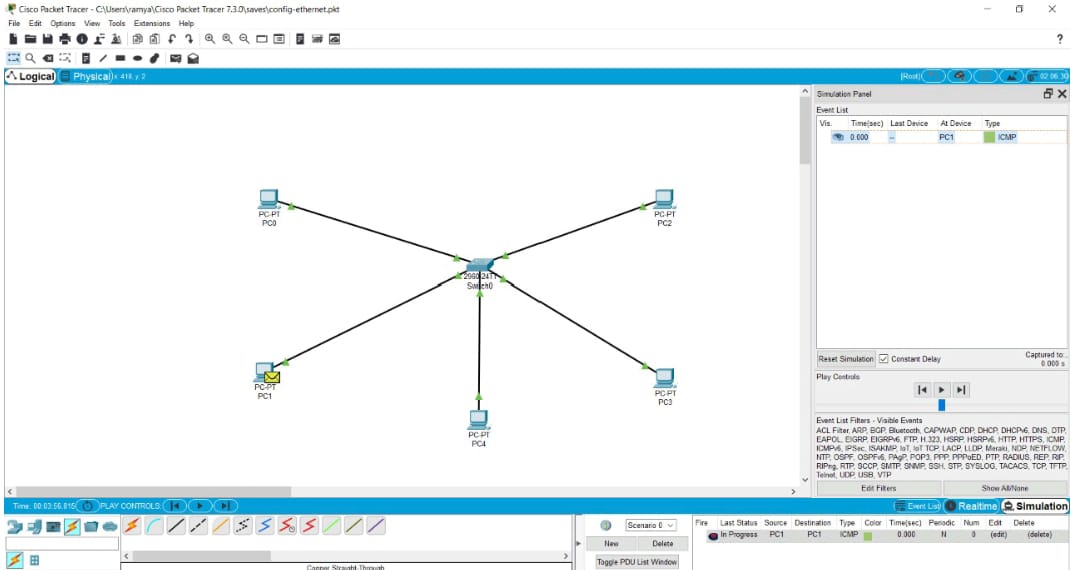 Cisco Packet Tracer - C:\Users\ramya\Cisco Packet Tracer 7.3.0\saves\config-ethernet.pkt
File Edit Options View Tools Extensions Help
?
Logical Physical x: 418, y: 2 [Root] 02:06:30
Simulation Panel
Event List
Vis. Time(sec) Last Device At Device Type
0.000 -- PC1 ICMP
PC-PT
PC0
PC-PT
PC2
2960-24TT
Switch0
PC-PT
PC1
PC-PT
PC3
PC-PT
PC4
Reset Simulation Constant Delay Captured to:..
0.000 s
Play Controls
Event List Filters - Visible Events
ACL Filter, ARP, BGP, Bluetooth, CAPWAP, CDP, DHCP, DHCPv6, DNS, DTP,
EAPOL, EIGRP, EIGRPv6, FTP, H.323, HSRP, HSRPv6, HTTP, HTTPS, ICMP,
ICMPv6, IPSec, ISAKMP, IoT, IoT TCP, LACP, LLDP, Meraki, NDP, NETFLOW,
NTP, OSPF, OSPFv6, PAgP, POP3, PPP, PPPoED, PTP, RADIUS, REP, RIP,
RIPng, RTP, SCCP, SMTP, SNMP, SSH, STP, SYSLOG, TACACS, TCP, TFTP,
Telnet, UDP, USB, VTP
Edit Filters Show All/None
Time: 00:03:56.815 PLAY CONTROLS: Event List Realtime Simulation
Scenario 0
New Delete
Toggle PDU List Window
Fire Last Status Source Destination Type Color Time(sec) Periodic Num Edit Delete
In Progress PC1 PC1 ICMP 0.000 N 0 (edit) (delete)
Copper Straight-Through